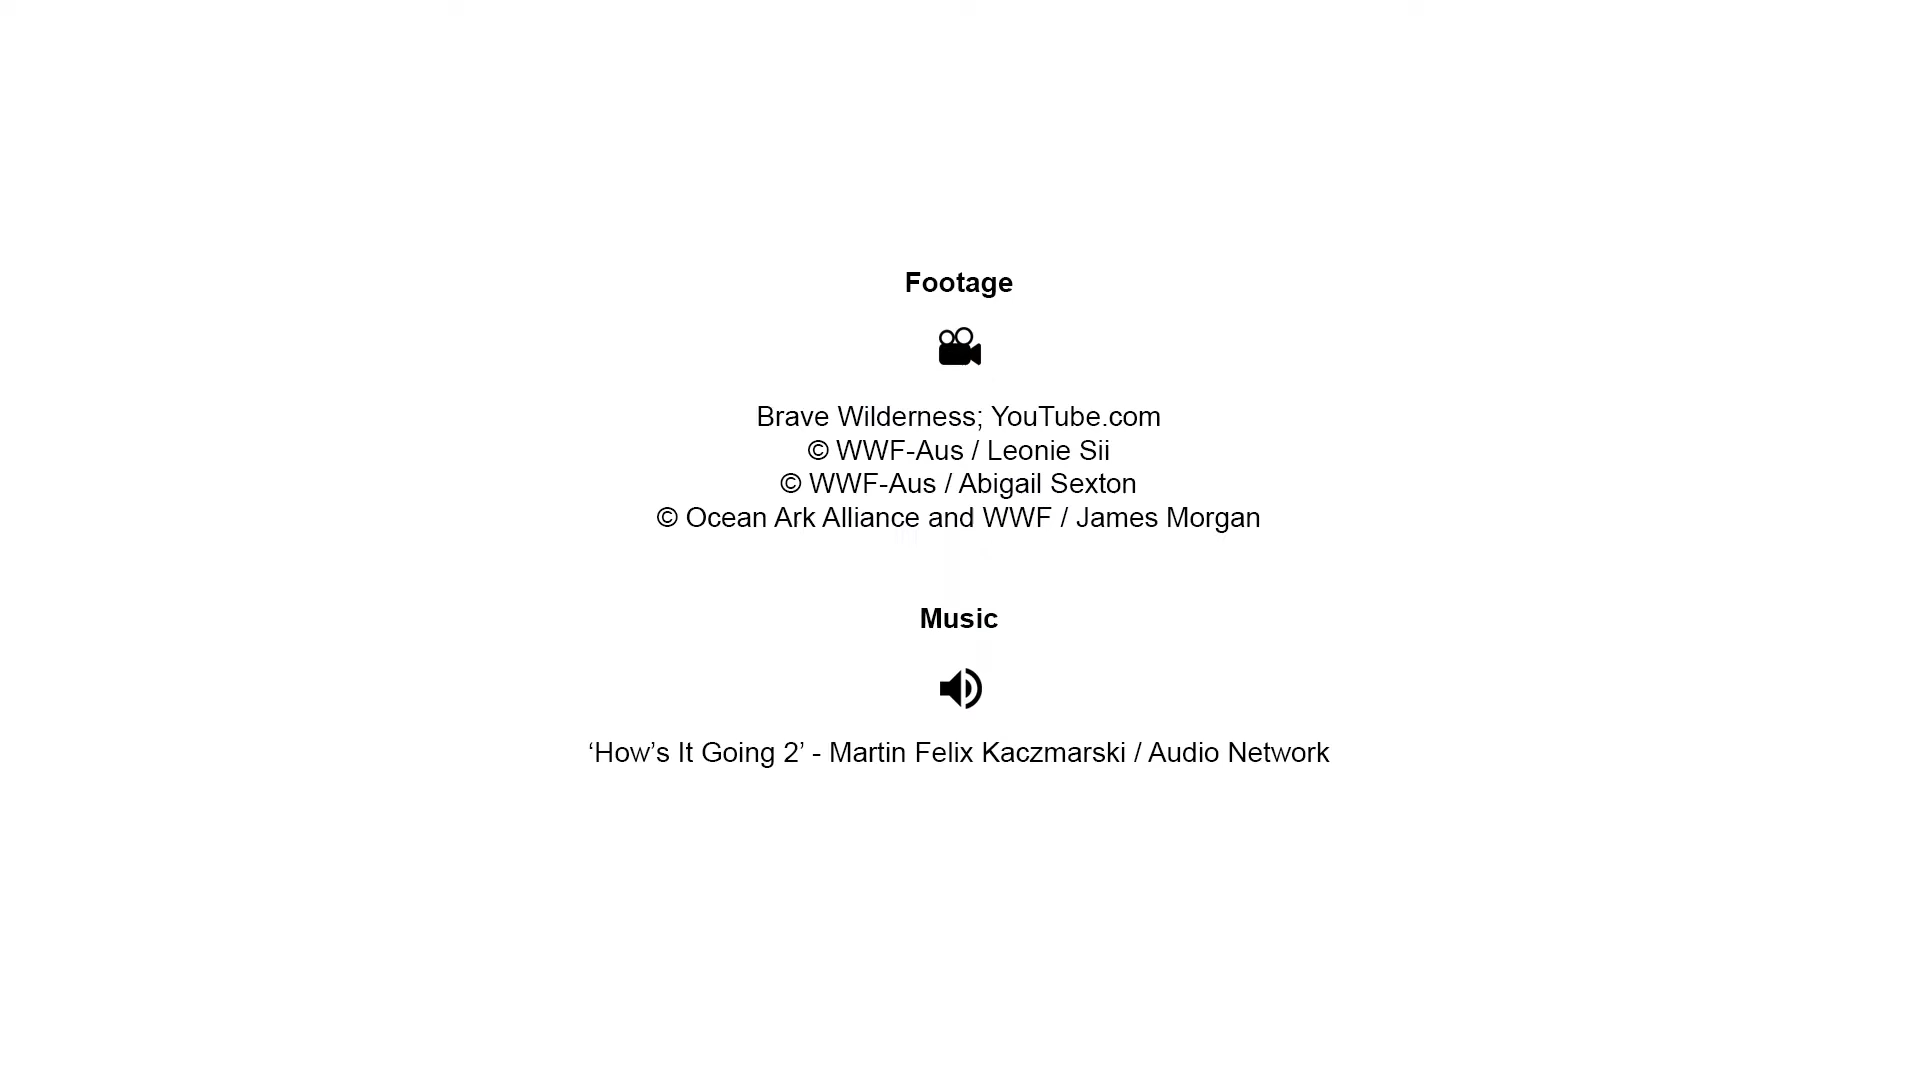 Footage
Brave Wilderness; YouTube.com
© WWF-Aus / Leonie Sii
© WWF-Aus / Abigail Sexton
© Ocean Ark Alliance and WWF / James Morgan
Music
‘How’s It Going 2’ - Martin Felix Kaczmarski / Audio Network